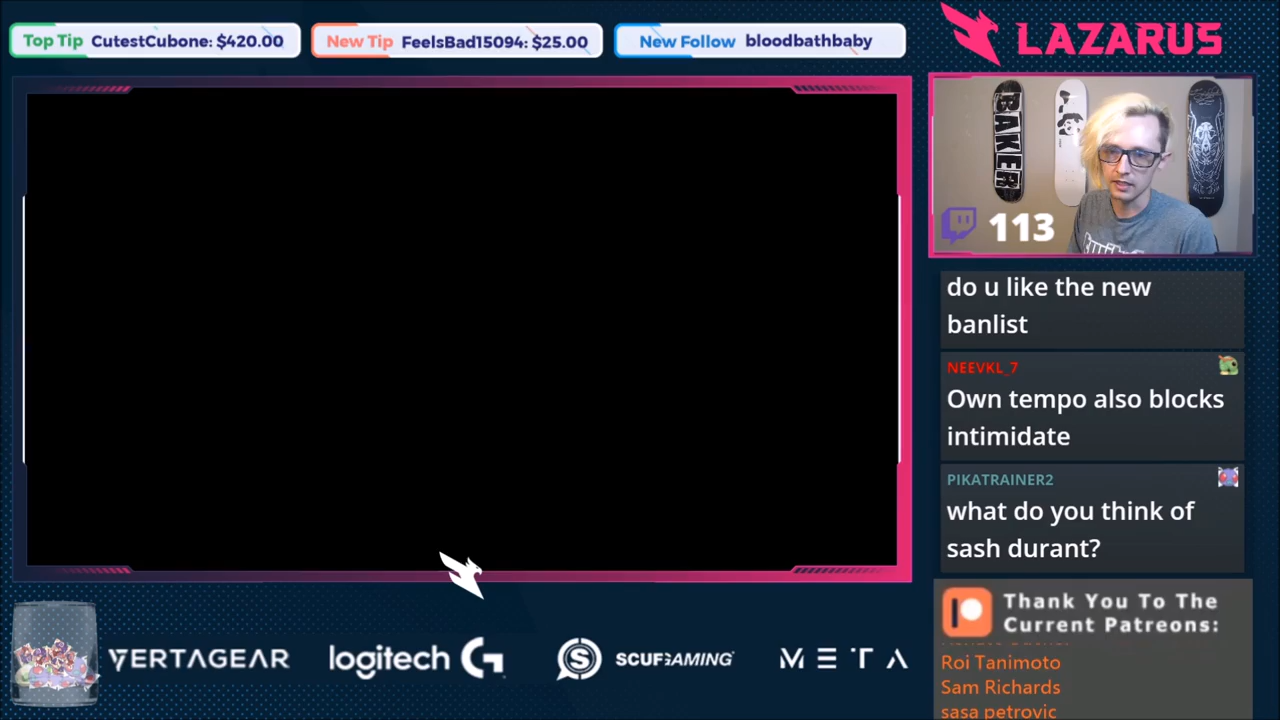 Top Tip CutestCubone: $420.00
New Tip FeelsBad15094: $25.00
New Follow bloodbathbaby
LAZARUS
BAKER
113
do u like the new
banlist
NEEVKL_7
Own tempo also blocks
intimidate
PIKATRAINER2
what do you think of
sash durant?
Thank You To The
Current Patreons:
Roi Tanimoto
Sam Richards
sasa petrovic
VERTAGEAR
logitech G
SCUFGAMING
META